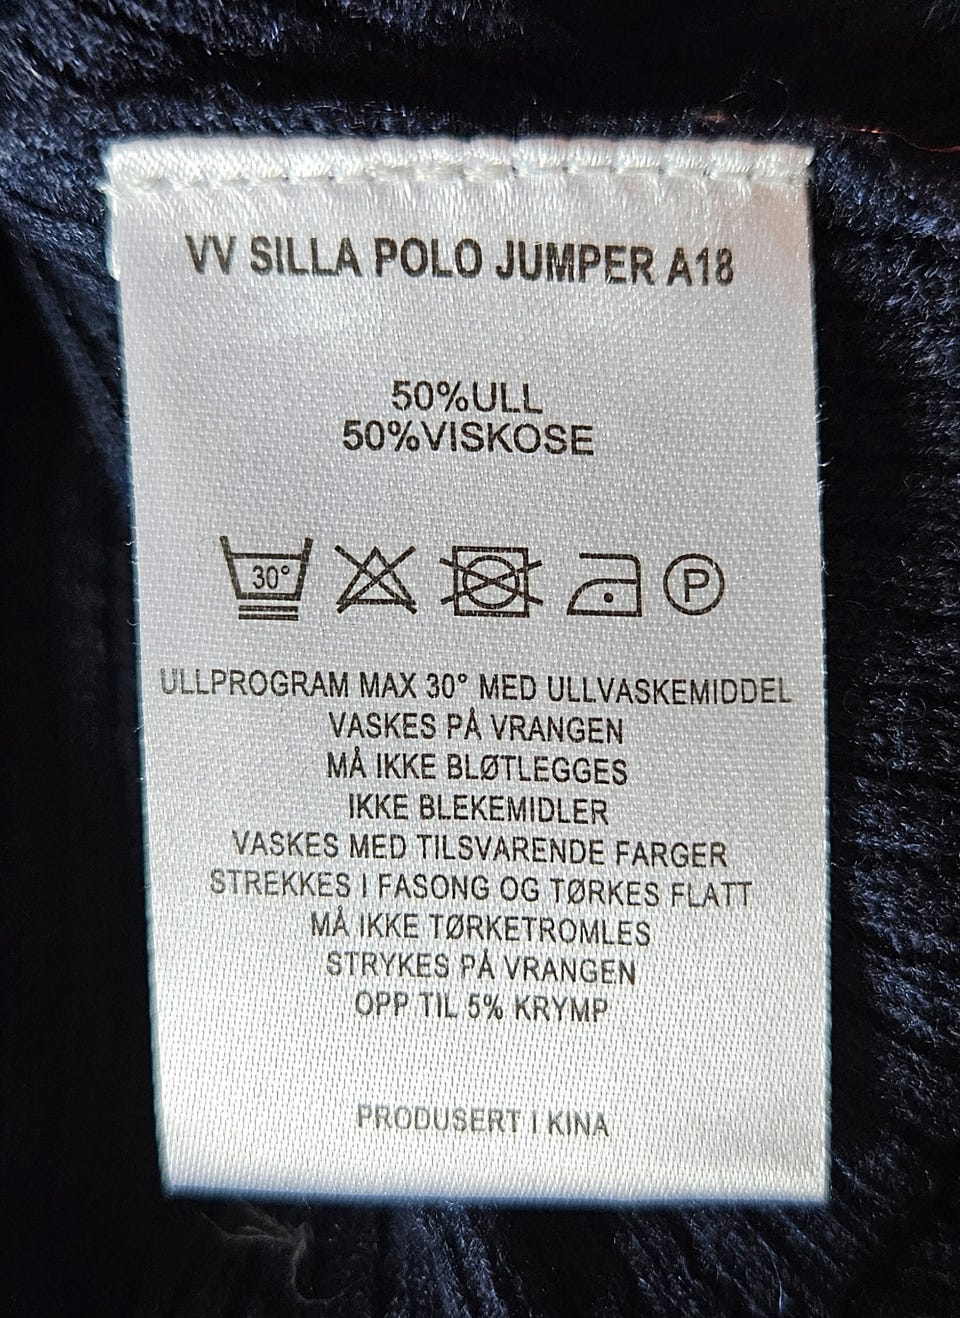 VV SILLA POLO JUMPER A18
50%ULL
50%VISKOSE
30° P
ULLPROGRAM MAX 30° MED ULLVASKEMIDDEL
VASKES PÅ VRANGEN
MÅ IKKE BLØTLEGGES
IKKE BLEKEMIDLER
VASKES MED TILSVARENDE FARGER
STREKKES I FASONG OG TØRKES FLATT
MÅ IKKE TØRKETROMLES
STRYKES PÅ VRANGEN
OPP TIL 5% KRYMP
PRODUSERT I KINA